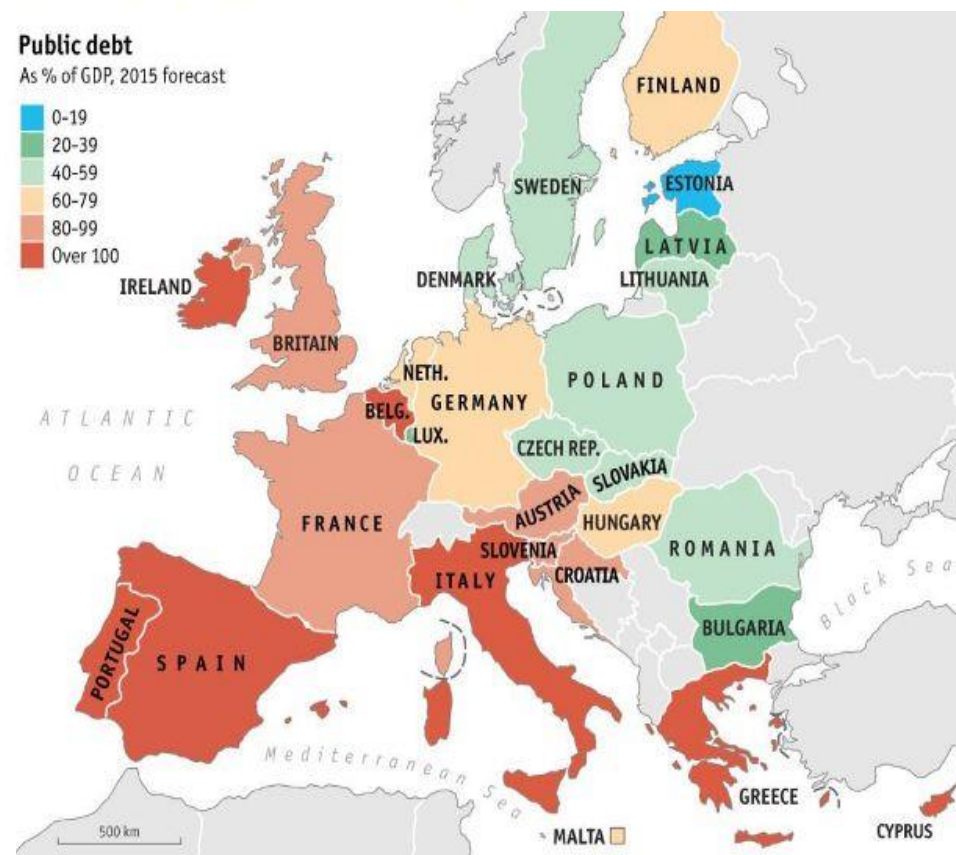 Public debt
As % of GDP, 2015 forecast
0-19
20-39
40-59
60-79
80-99
Over 100
FINLAND
SWEDEN
ESTONIA
LATVIA
LITHUANIA
DENMARK
IRELAND
BRITAIN
NETH.
GERMANY
POLAND
BELG.
LUX.
CZECH REP.
SLOVAKIA
ATLANTIC
OCEAN
FRANCE
AUSTRIA
HUNGARY
SLOVENIA
ROMANIA
ITALY
CROATIA
Black Sea
BULGARIA
PORTUGAL
SPAIN
Mediterranean Sea
GREECE
CYPRUS
MALTA
500 km